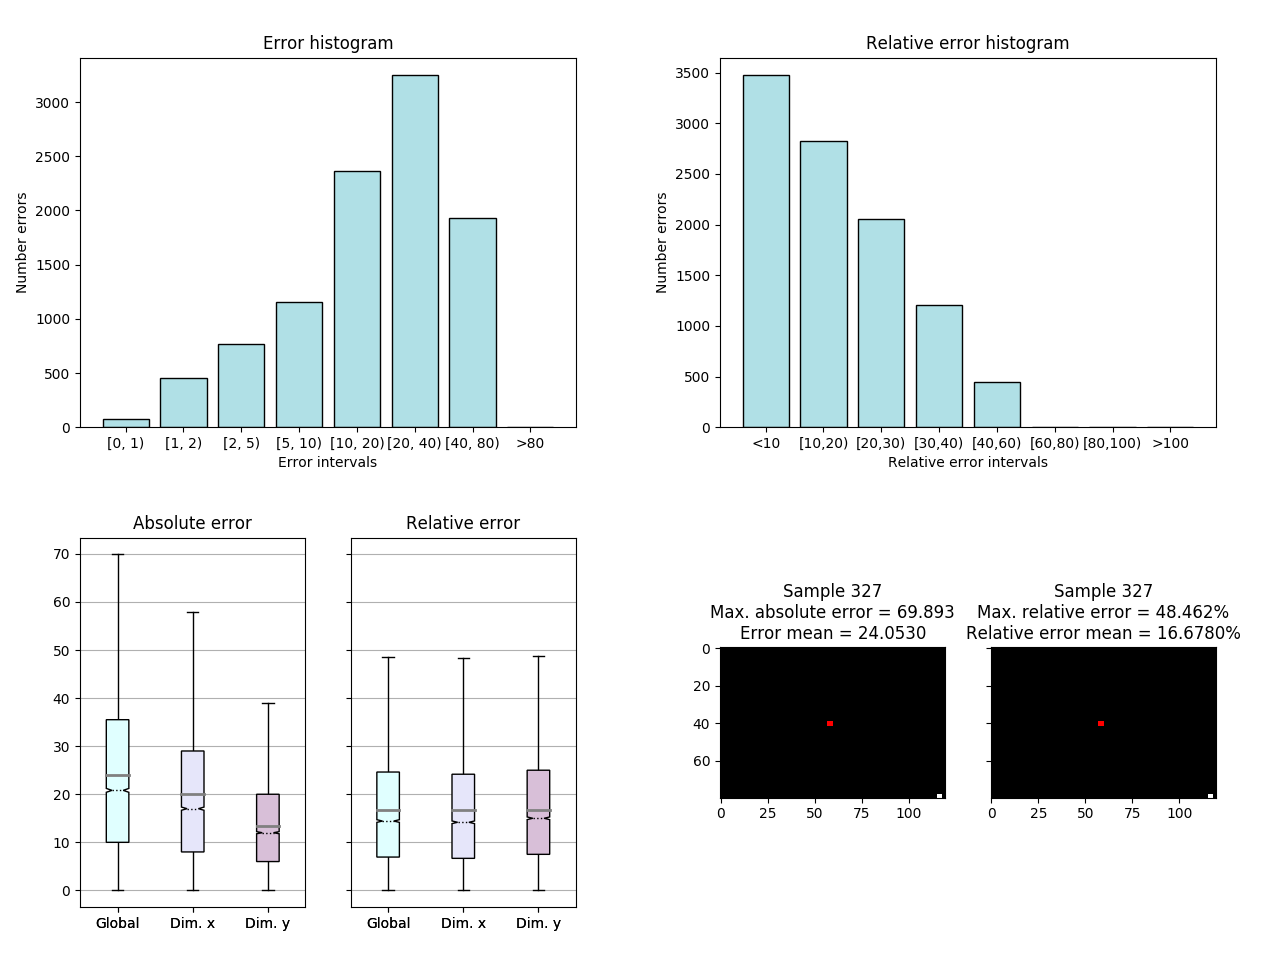 Error histogram
Number errors
3000
2500
2000
1500
1000
500
0
[0, 1) [1, 2) [2, 5) [5, 10) [10, 20) [20, 40) [40, 80) >80
Error intervals
Relative error histogram
Number errors
3500
3000
2500
2000
1500
1000
500
0
<10 [10,20) [20,30) [30,40) [40,60) [60,80) [80,100) >100
Relative error intervals
Absolute error
70
60
50
40
30
20
10
0
Global Dim. x Dim. y
Relative error
Global Dim. x Dim. y
Sample 327
Max. absolute error = 69.893
Error mean = 24.0530
0
20
40
60
0 25 50 75 100
Sample 327
Max. relative error = 48.462%
Relative error mean = 16.6780%
0 25 50 75 100